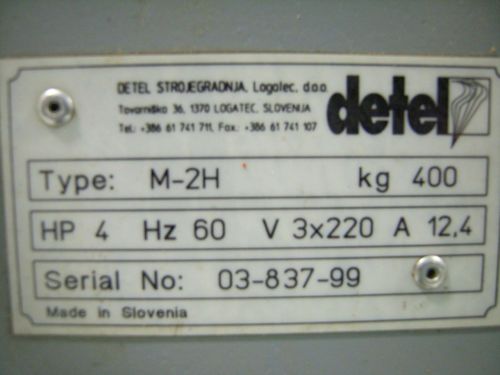 DETEL STROJEGRADNJA, Logatec, d.o.o.
Tovarniška 36, 1370 LOGATEC, SLOVENIJA
Tel.: +386 61 741 711, Fax.: +386 61 741 107
detel
Type: M-2H kg 400
HP 4 Hz 60 V 3x220 A 12,4
Serial No: 03-837-99
Made in Slovenia